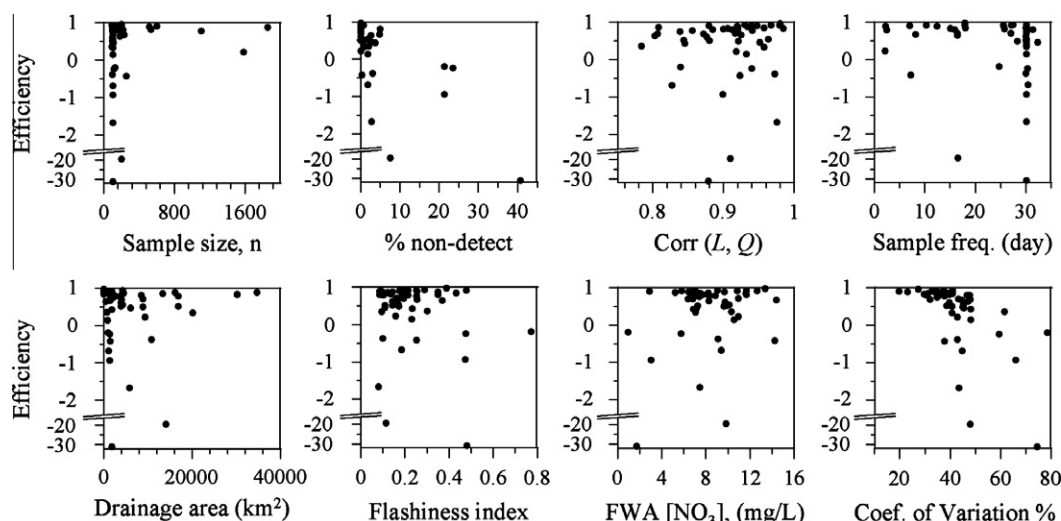 Efficiency
1
0
-1
-2
-20
-30
0 800 1600
0 10 20 30 40
0.8 0.9 1
0 10 20 30
Sample size, n
% non-detect
Corr (L, Q)
Sample freq. (day)
Efficiency
1
0
-1
-2
-20
-30
0 20000 40000
0 0.2 0.4 0.6 0.8
0 4 8 12 16
0 20 40 60 80
Drainage area (km²)
Flashiness index
FWA [NO₃], (mg/L)
Coef. of Variation %